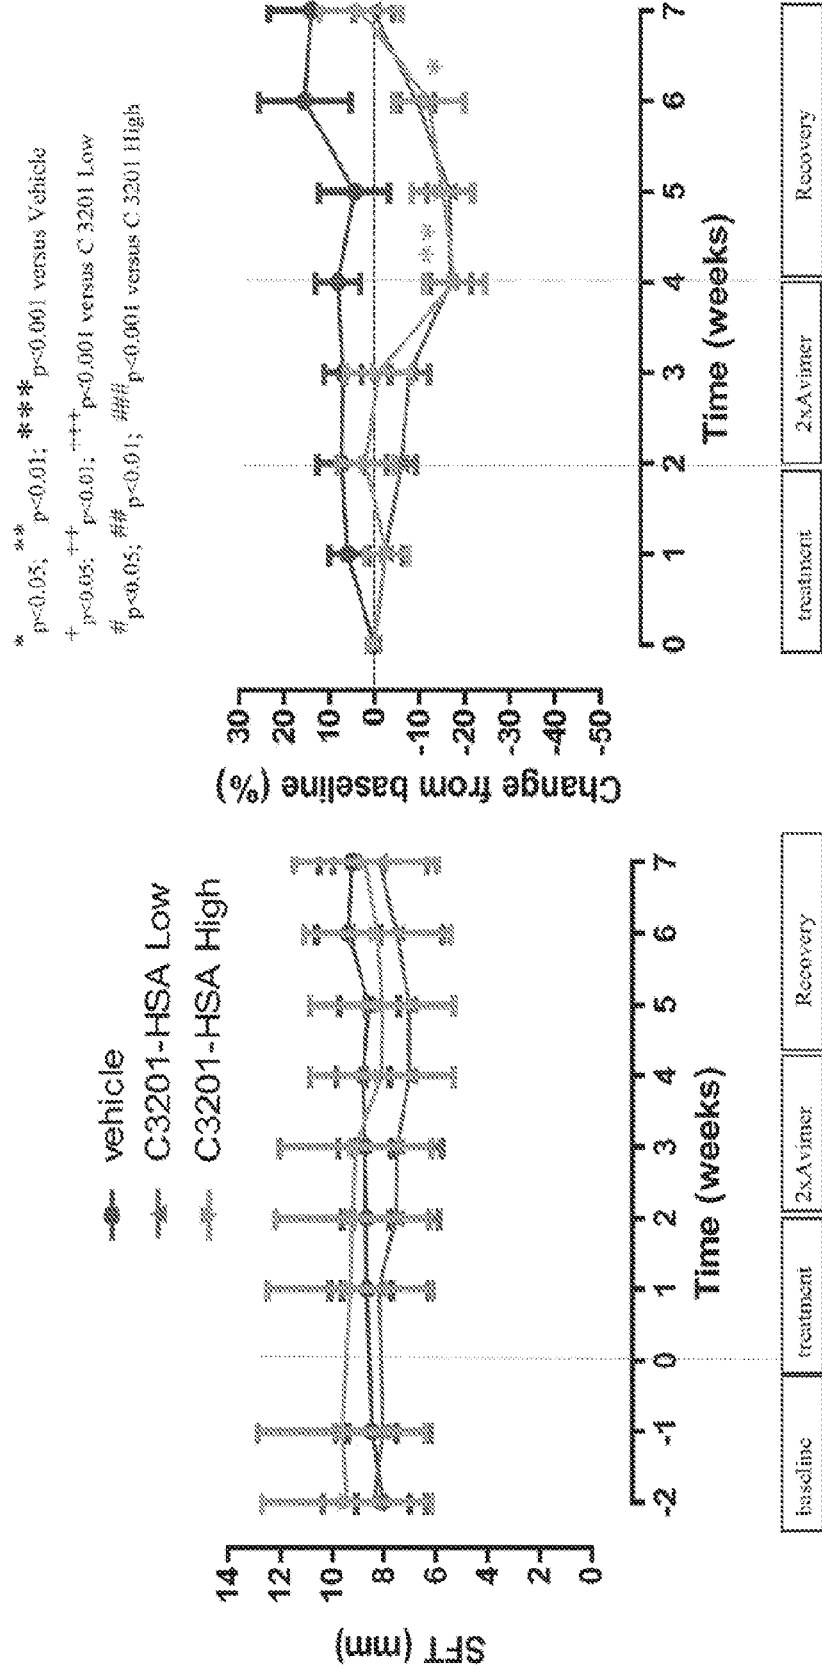 vehicle
C3201-HSA Low
C3201-HSA High
SFT (mm)
14
12
10
8
6
4
2
0
-2 -1 0 1 2 3 4 5 6 7
Time (weeks)
baseline treatment 2xAvimer Recovery
* p<0.05; ** p<0.01; *** p<0.001 versus Vehicle
† p<0.05; †† p<0.01; ††† p<0.001 versus C 3201 Low
# p<0.05; ## p<0.01; ### p<0.001 versus C 3201 High
Change from baseline (%)
30
20
10
0
-10
-20
-30
-40
-50
* *
*
0 1 2 3 4 5 6 7
Time (weeks)
treatment 2xAvimer Recovery